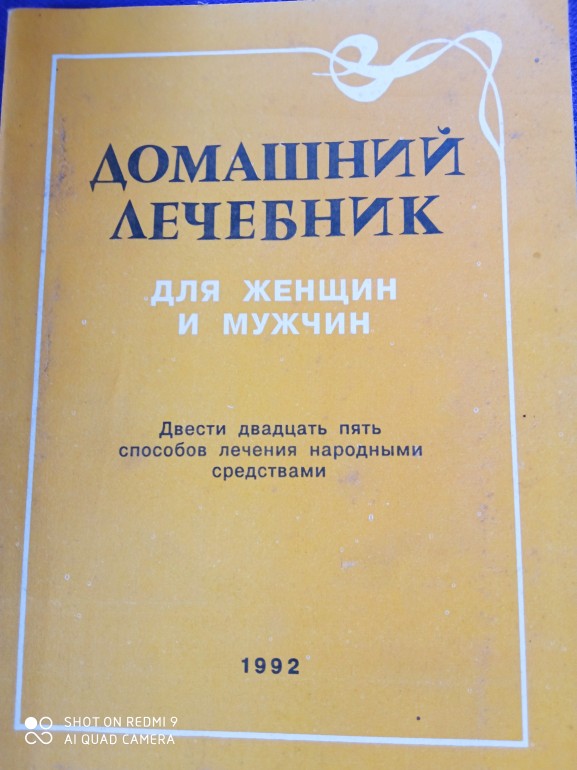 ДОМАШНИЙ
ЛЕЧЕБНИК
ДЛЯ ЖЕНЩИН
И МУЖЧИН
Двести двадцать пять
способов лечения народными
средствами
1992
SHOT ON REDMI 9
AI QUAD CAMERA